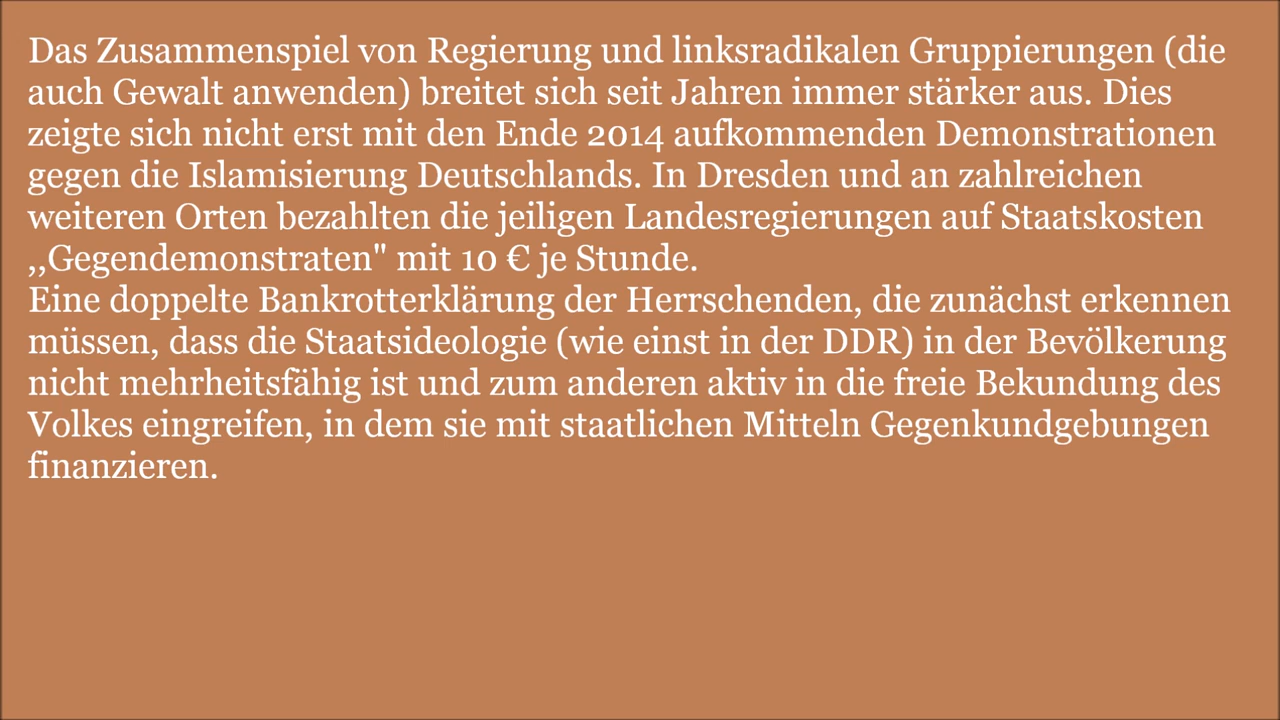 Das Zusammenspiel von Regierung und linksradikalen Gruppierungen (die
auch Gewalt anwenden) breitet sich seit Jahren immer stärker aus. Dies
zeigte sich nicht erst mit den Ende 2014 aufkommenden Demonstrationen
gegen die Islamisierung Deutschlands. In Dresden und an zahlreichen
weiteren Orten bezahlten die jeiligen Landesregierungen auf Staatskosten
,,Gegendemonstraten" mit 10 € je Stunde.
Eine doppelte Bankrotterklärung der Herrschenden, die zunächst erkennen
müssen, dass die Staatsideologie (wie einst in der DDR) in der Bevölkerung
nicht mehrheitsfähig ist und zum anderen aktiv in die freie Bekundung des
Volkes eingreifen, in dem sie mit staatlichen Mitteln Gegenkundgebungen
finanzieren.